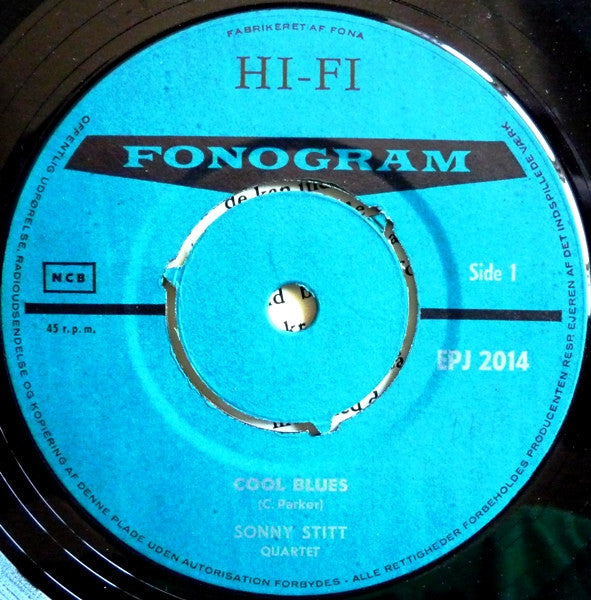 FABRIKERET AF FONA
HI-FI
FONOGRAM
de kan
NCB
Side 1
45 r.p.m.
EPJ 2014
COOL BLUES
(C. Parker)
SONNY STITT
QUARTET
OFFENTLIG UDFØRELSE, RADIOUDSENDELSE OG KOPIERING AF DENNE PLADE UDEN AUTORISATION FORBYDES - ALLE RETTIGHEDER FORBEHOLDES PRODUCENTEN RESP. EJEREN AF DET INDSPILLEDE VÆRK